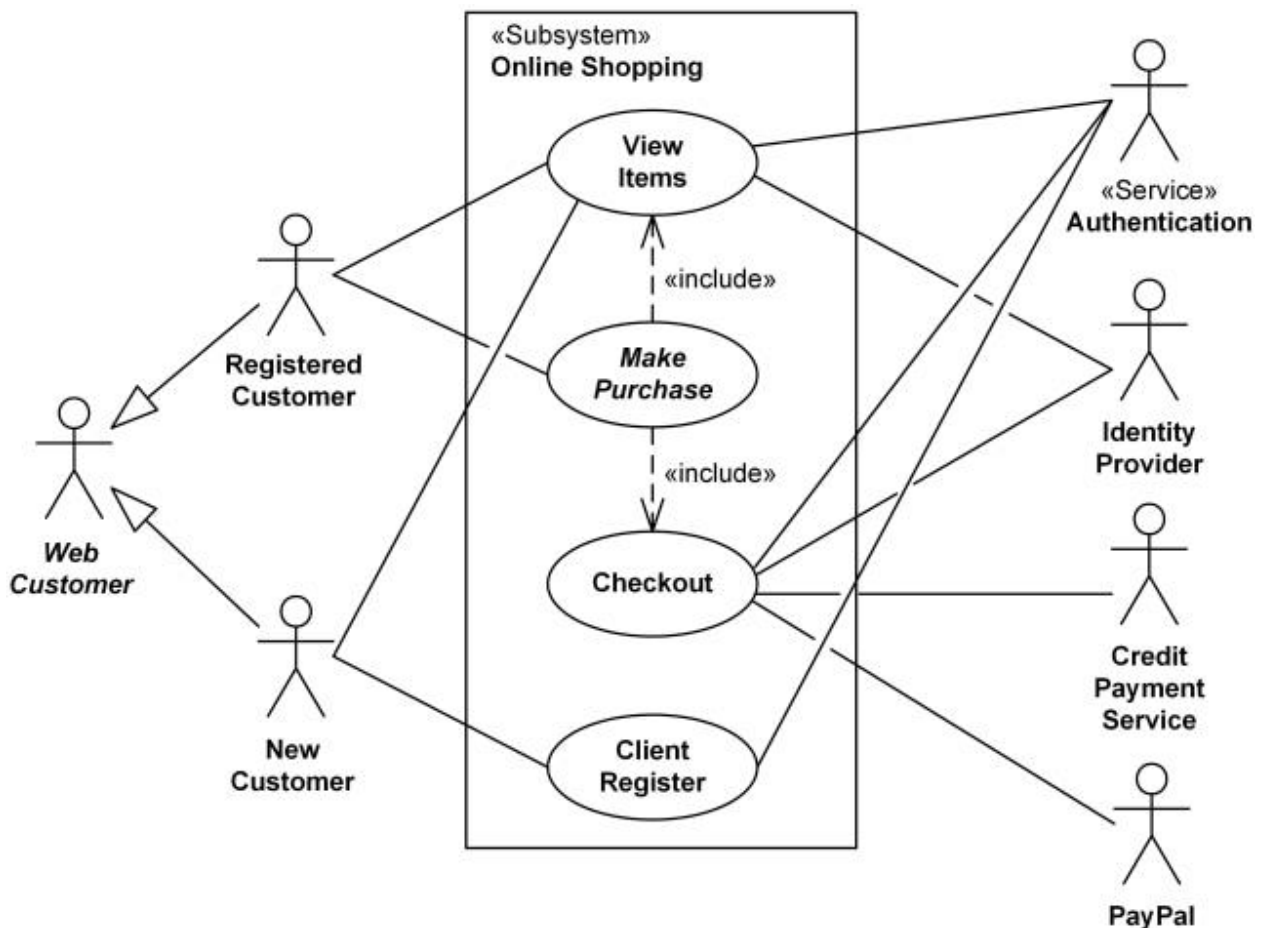 «Subsystem»
Online Shopping
View
Items
«include»
Make
Purchase
«include»
Checkout
Client
Register
Registered
Customer
Web
Customer
New
Customer
«Service»
Authentication
Identity
Provider
Credit
Payment
Service
PayPal